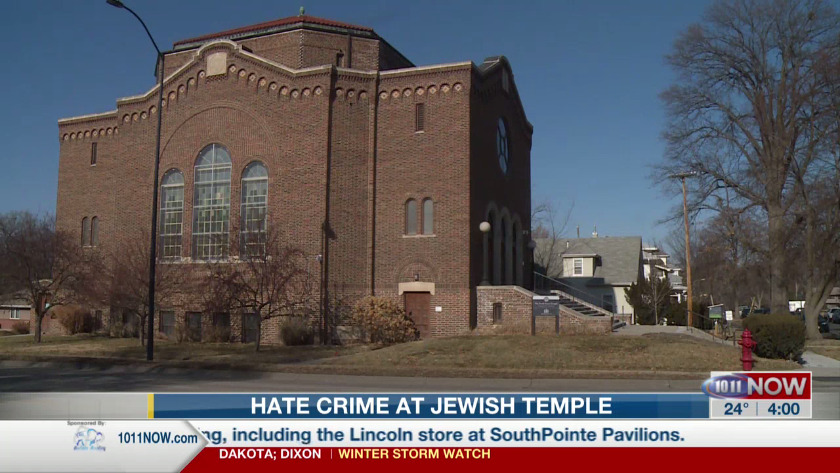 HATE CRIME AT JEWISH TEMPLE
1011 NOW
24° 4:00
Sponsored By:
1011NOW.com
ng, including the Lincoln store at SouthPointe Pavilions.
DAKOTA; DIXON | WINTER STORM WATCH